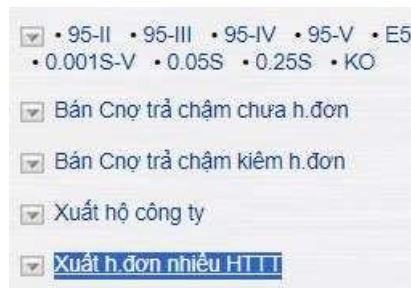 • 95-II • 95-III • 95-IV • 95-V • E5
• 0.001S-V • 0.05S • 0.25S • KO
Bán Cnợ trả chậm chưa h.đơn
Bán Cnợ trả chậm kiêm h.đơn
Xuất hộ công ty
Xuất h.đơn nhiều HTTT